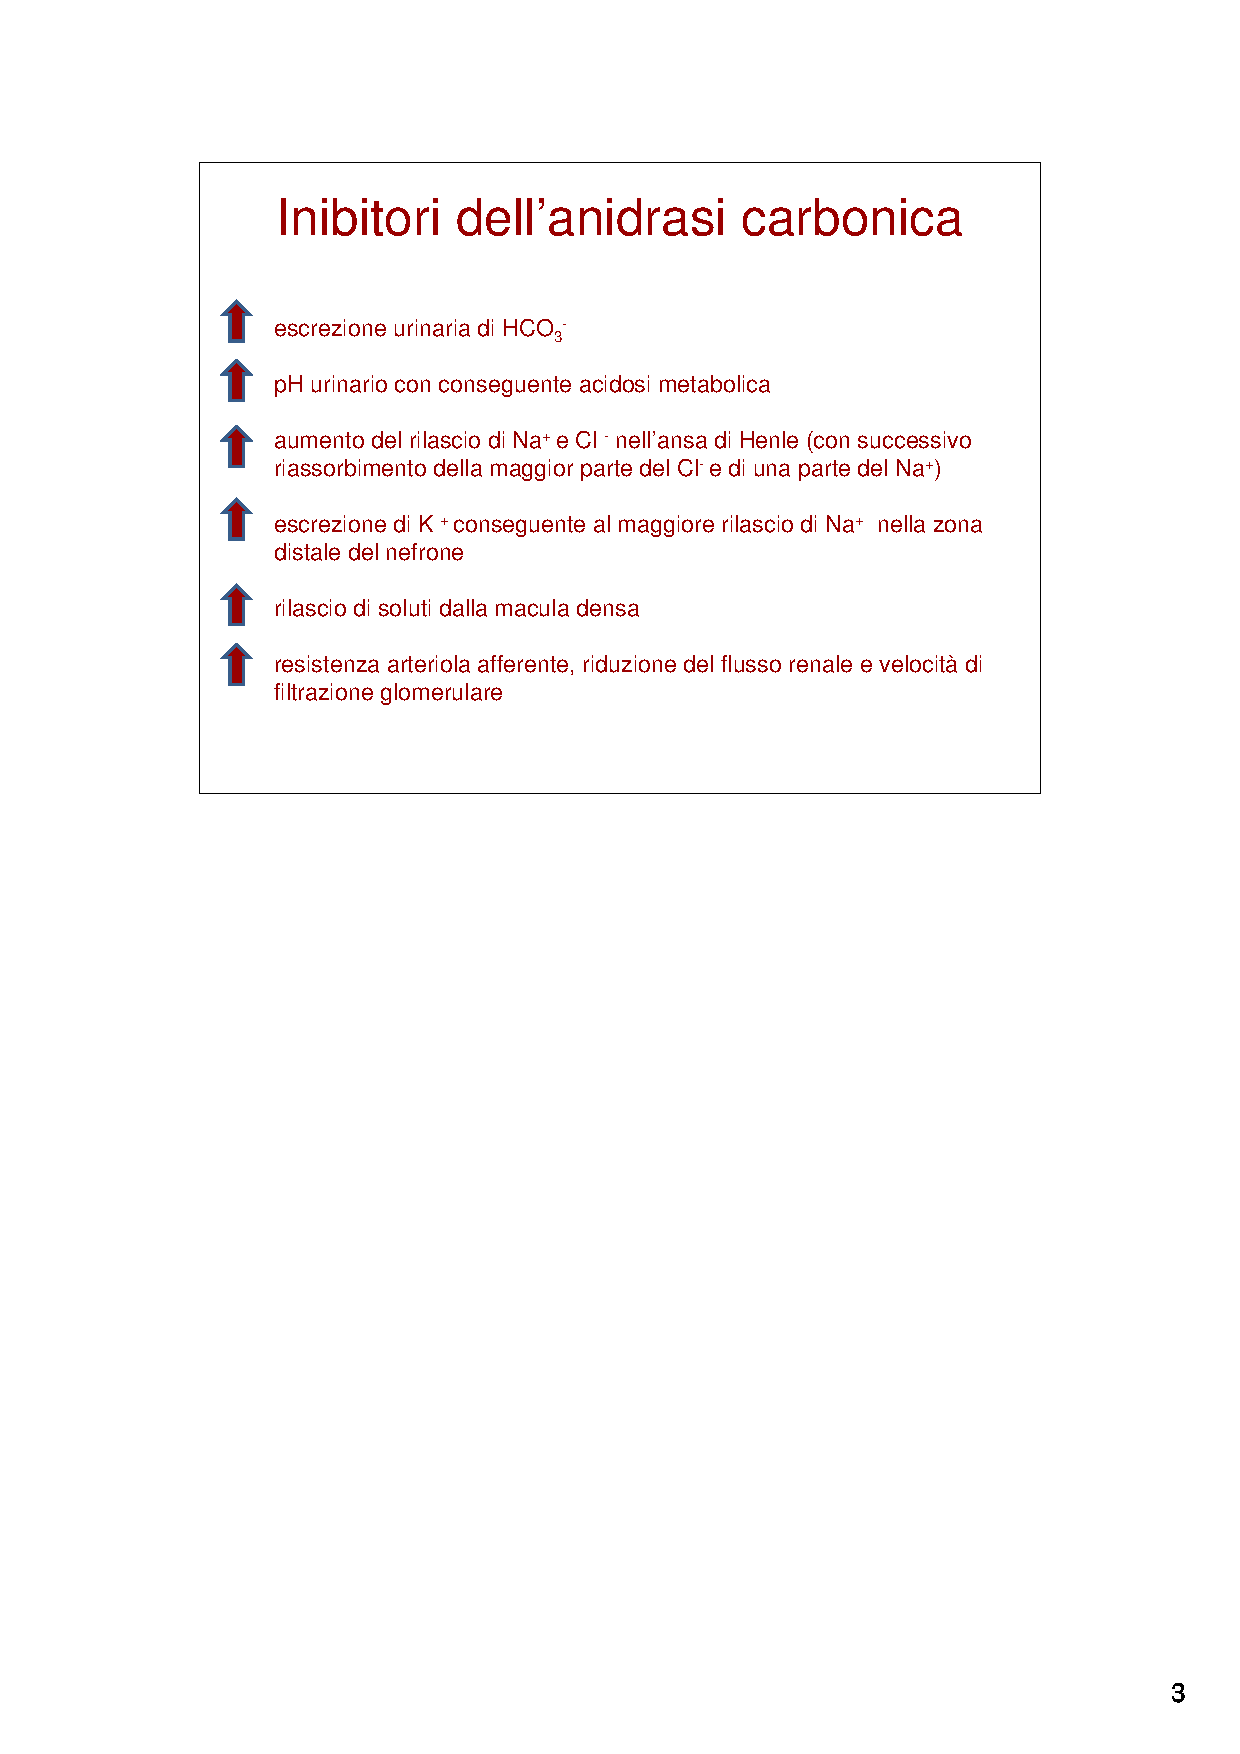 Inibitori dell’anidrasi carbonica
escrezione urinaria di HCO₃⁻
pH urinario con conseguente acidosi metabolica
aumento del rilascio di Na⁺ e Cl ⁻ nell’ansa di Henle (con successivo
riassorbimento della maggior parte del Cl⁻ e di una parte del Na⁺)
escrezione di K ⁺ conseguente al maggiore rilascio di Na⁺ nella zona
distale del nefrone
rilascio di soluti dalla macula densa
resistenza arteriola afferente, riduzione del flusso renale e velocità di
filtrazione glomerulare
3